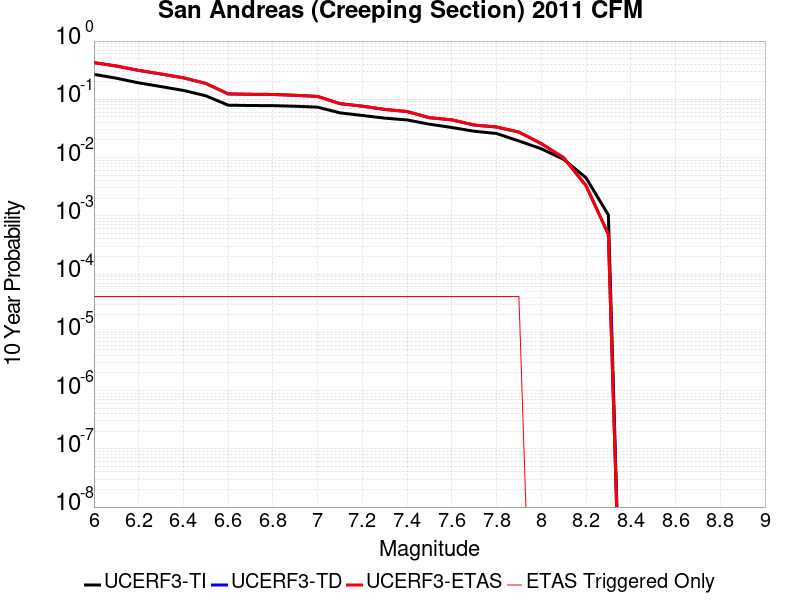 San Andreas (Creeping Section) 2011 CFM
10 Year Probability
10^0
10^-1
10^-2
10^-3
10^-4
10^-5
10^-6
10^-7
10^-8
6 6.2 6.4 6.6 6.8 7 7.2 7.4 7.6 7.8 8 8.2 8.4 8.6 8.8 9
Magnitude
UCERF3-TI UCERF3-TD UCERF3-ETAS ETAS Triggered Only